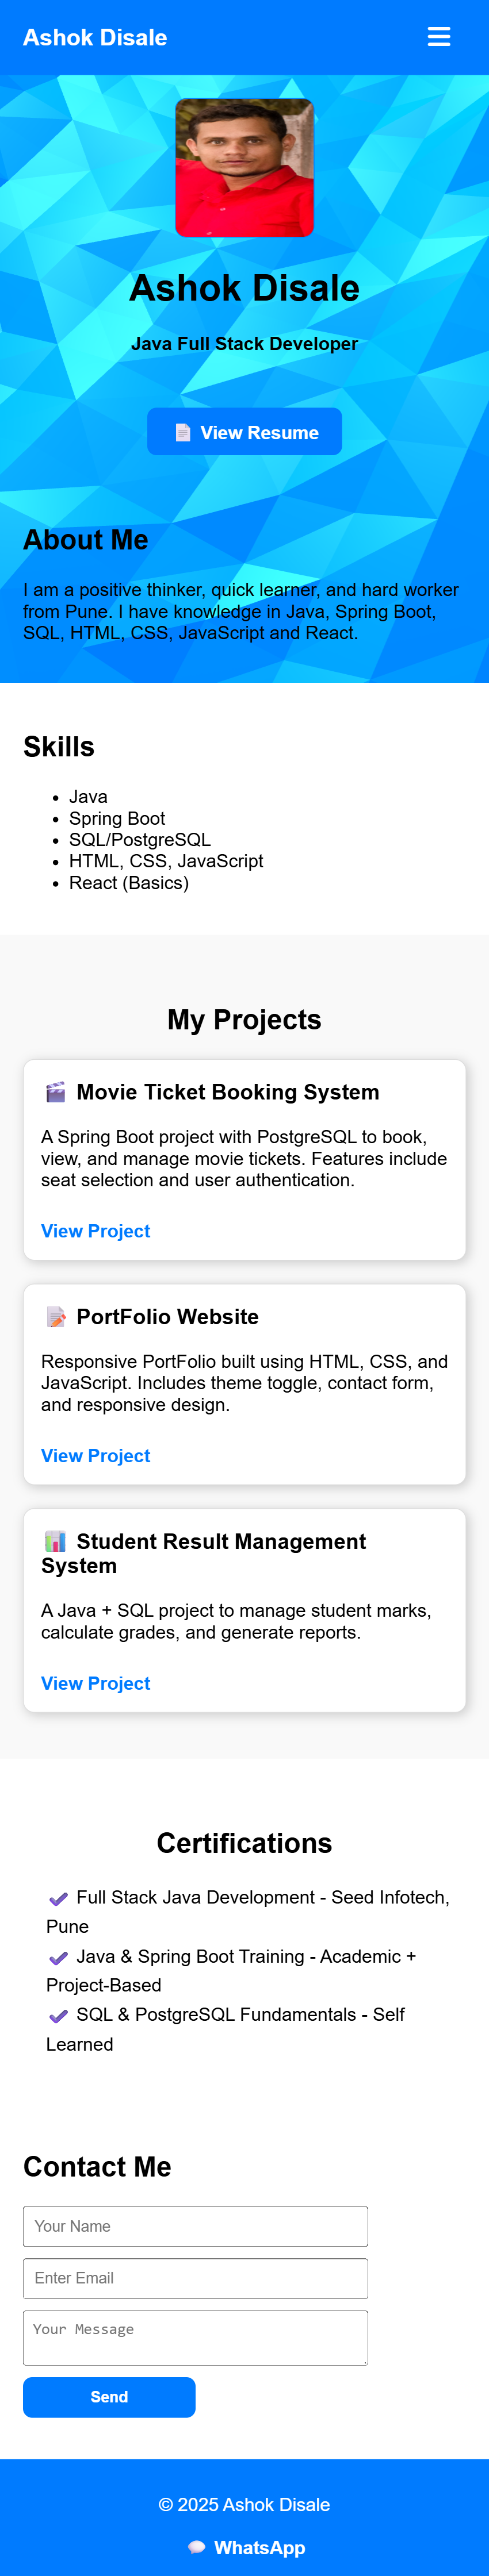 Ashok Disale
Ashok Disale
Java Full Stack Developer
View Resume
About Me
I am a positive thinker, quick learner, and hard worker
from Pune. I have knowledge in Java, Spring Boot,
SQL, HTML, CSS, JavaScript and React.
Skills
• Java
• Spring Boot
• SQL/PostgreSQL
• HTML, CSS, JavaScript
• React (Basics)
My Projects
Movie Ticket Booking System
A Spring Boot project with PostgreSQL to book,
view, and manage movie tickets. Features include
seat selection and user authentication.
View Project
PortFolio Website
Responsive PortFolio built using HTML, CSS, and
JavaScript. Includes theme toggle, contact form,
and responsive design.
View Project
Student Result Management
System
A Java + SQL project to manage student marks,
calculate grades, and generate reports.
View Project
Certifications
Full Stack Java Development - Seed Infotech,
Pune
Java & Spring Boot Training - Academic +
Project-Based
SQL & PostgreSQL Fundamentals - Self
Learned
Contact Me
Your Name
Enter Email
Your Message
Send
© 2025 Ashok Disale
WhatsApp